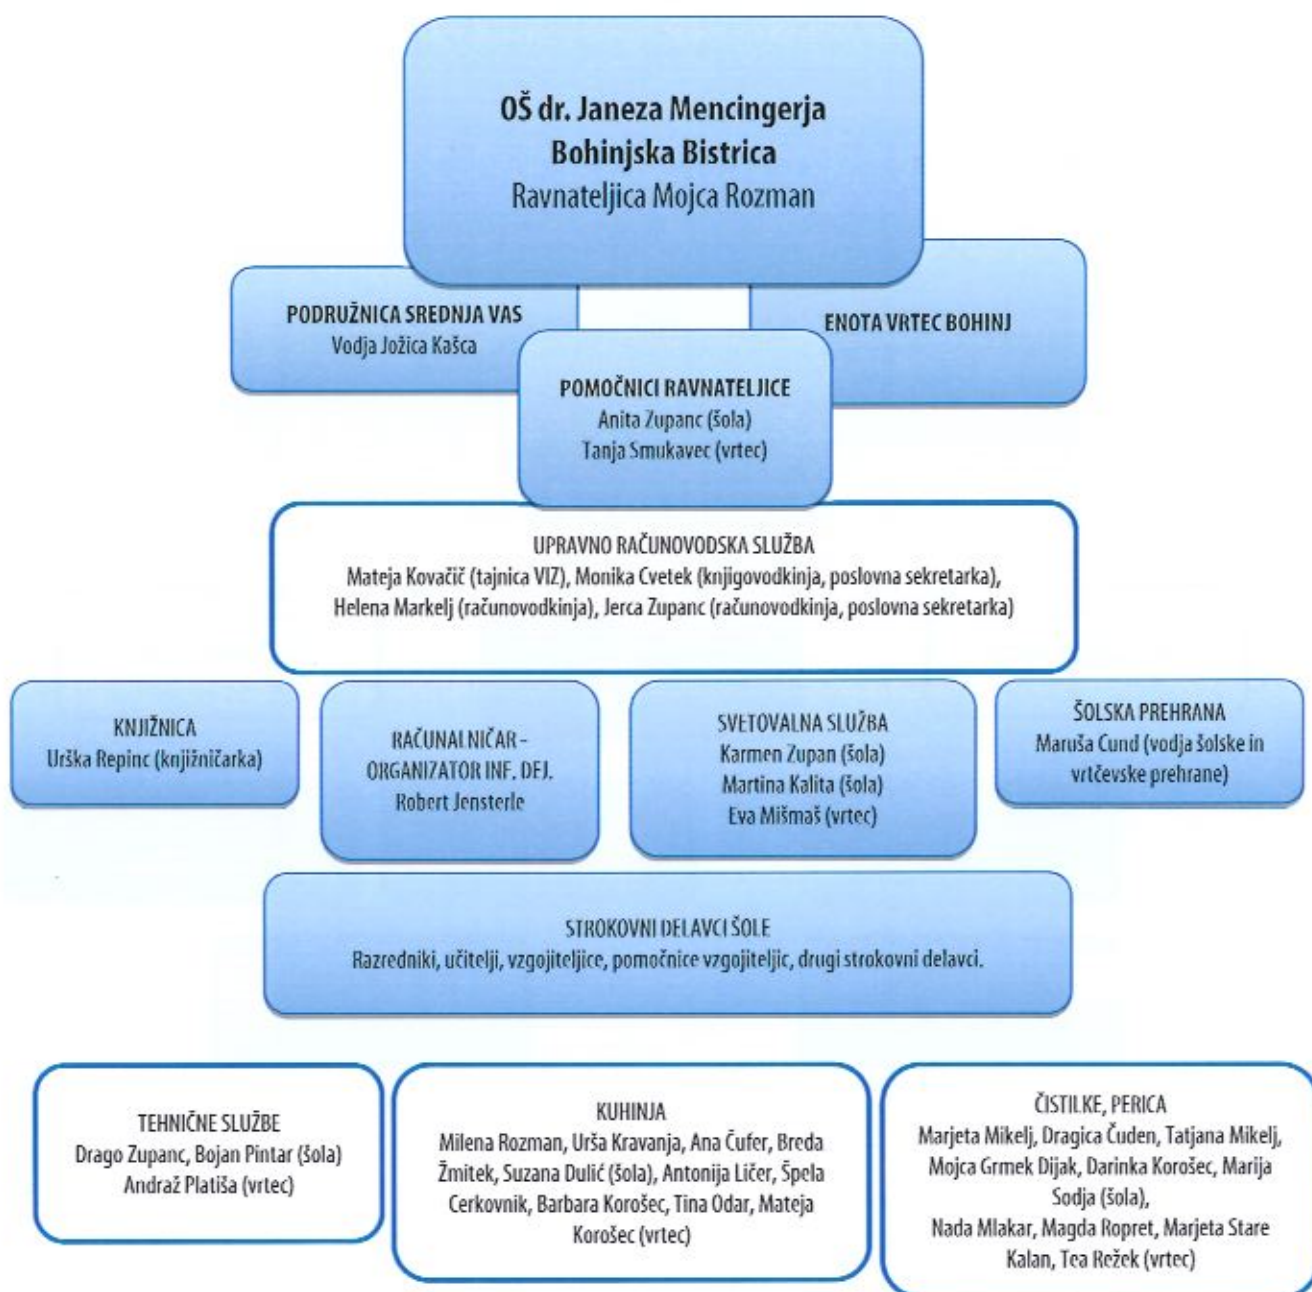 OŠ dr. Janeza Mencingerja
Bohinjska Bistrica
Ravnateljica Mojca Rozman
PODRUŽNICA SREDNJA VAS
Vodja Jožica Kašca
ENOTA VRTEC BOHINJ
POMOČNICI RAVNATELJICE
Anita Zupanc (šola)
Tanja Smukavec (vrtec)
UPRAVNO RAČUNOVODSKA SLUŽBA
Mateja Kovačič (tajnica VIZ), Monika Cvetek (knjigovodkinja, poslovna sekretarka),
Helena Markelj (računovodkinja), Jerca Zupanc (računovodkinja, poslovna sekretarka)
KNJIŽNICA
Urška Repinc (knjižničarka)
RAČUNALNIČAR -
ORGANIZATOR INF. DEJ.
Robert Jensterle
SVETOVALNA SLUŽBA
Karmen Zupan (šola)
Martina Kalita (šola)
Eva Mišmaš (vrtec)
ŠOLSKA PREHRANA
Maruša Cund (vodja šolske in
vrtčevske prehrane)
STROKOVNI DELAVCI ŠOLE
Razredniki, učitelji, vzgojiteljice, pomočnice vzgojiteljic, drugi strokovni delavci.
TEHNIČNE SLUŽBE
Drago Zupanc, Bojan Pintar (šola)
Andraž Platiša (vrtec)
KUHINJA
Milena Rozman, Urša Kravanja, Ana Čufer, Breda
Žmitek, Suzana Dulić (šola), Antonija Ličer, Špela
Cerkovnik, Barbara Korošec, Tina Odar, Mateja
Korošec (vrtec)
ČISTILKE, PERICA
Marjeta Mikelj, Dragica Čuden, Tatjana Mikelj,
Mojca Grmek Dijak, Darinka Korošec, Marija
Sodja (šola),
Nada Mlakar, Magda Ropret, Marjeta Stare
Kalan, Tea Režek (vrtec)